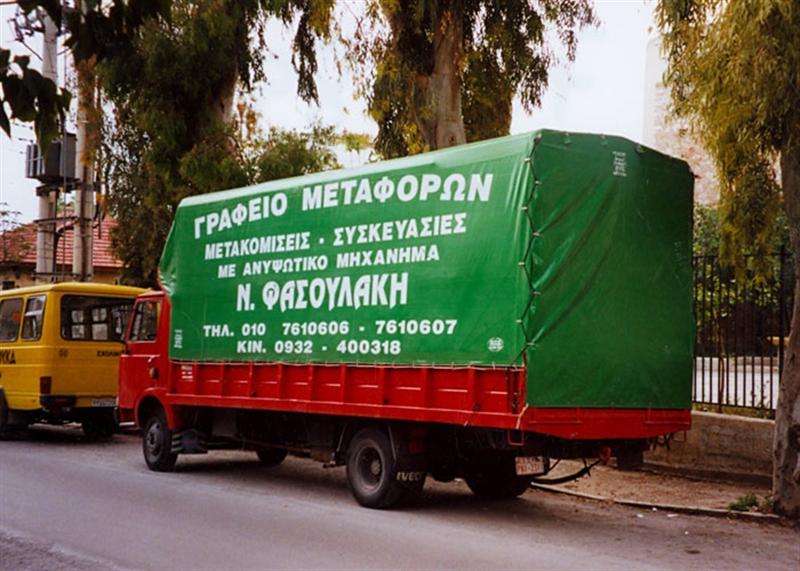 ΓΡΑΦΕΙΟ ΜΕΤΑΦΟΡΩΝ
ΜΕΤΑΚΟΜΙΣΕΙΣ · ΣΥΣΚΕΥΑΣΙΕΣ
ΜΕ ΑΝΥΨΩΤΙΚΟ ΜΗΧΑΝΗΜΑ
Ν. ΦΑΣΟΥΛΑΚΗ
ΤΗΛ. 010 7610606 - 7610607
ΚΙΝ. 0932 - 400318
IVECO